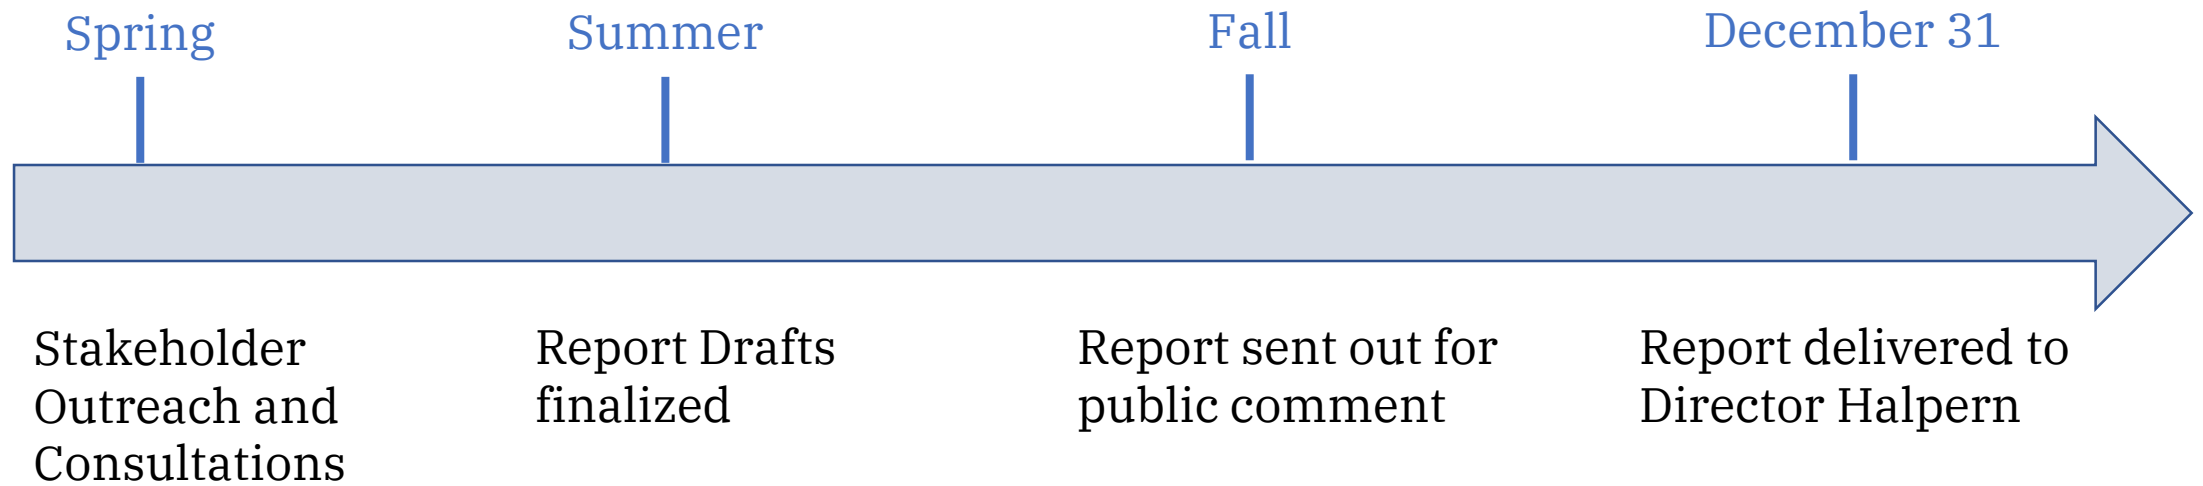 Spring
Summer
Fall
December 31
Stakeholder
Outreach and
Consultations
Report Drafts
finalized
Report sent out for
public comment
Report delivered to
Director Halpern